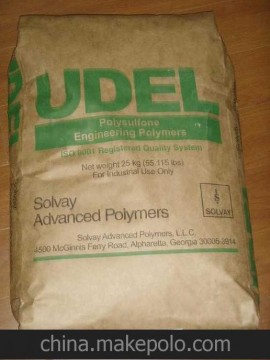 UDEL
Polysulfone
Engineering Polymers
ISO 9001 Registered Quality System
Net weight 25 kg (55.115 lbs)
For Industrial Use Only
Solvay
Advanced Polymers
SOLVAY
Solvay Advanced Polymers, L.L.C.
4500 McGinnis Ferry Road, Alpharetta, Georgia 30005-3914
china.makepolo.com